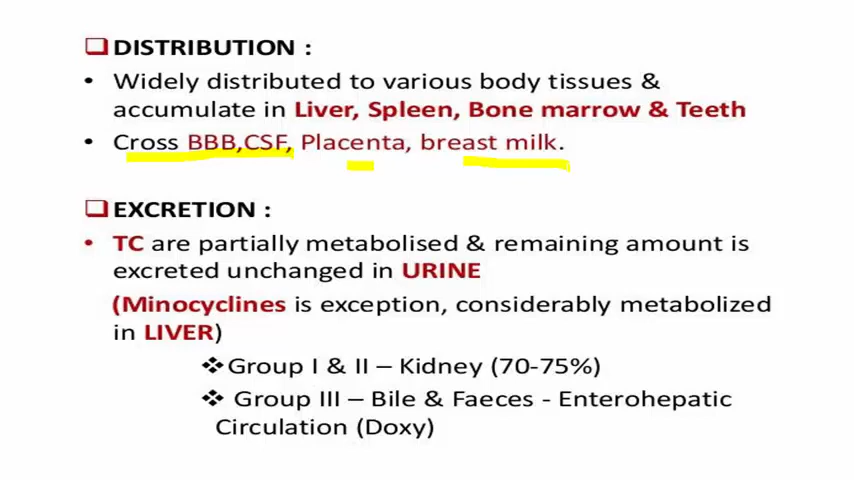 ❑DISTRIBUTION :
• Widely distributed to various body tissues &
accumulate in Liver, Spleen, Bone marrow & Teeth
• Cross BBB,CSF, Placenta, breast milk.
❑EXCRETION :
• TC are partially metabolised & remaining amount is
excreted unchanged in URINE
(Minocyclines is exception, considerably metabolized
in LIVER)
❖Group I & II – Kidney (70-75%)
❖ Group III – Bile & Faeces - Enterohepatic
Circulation (Doxy)